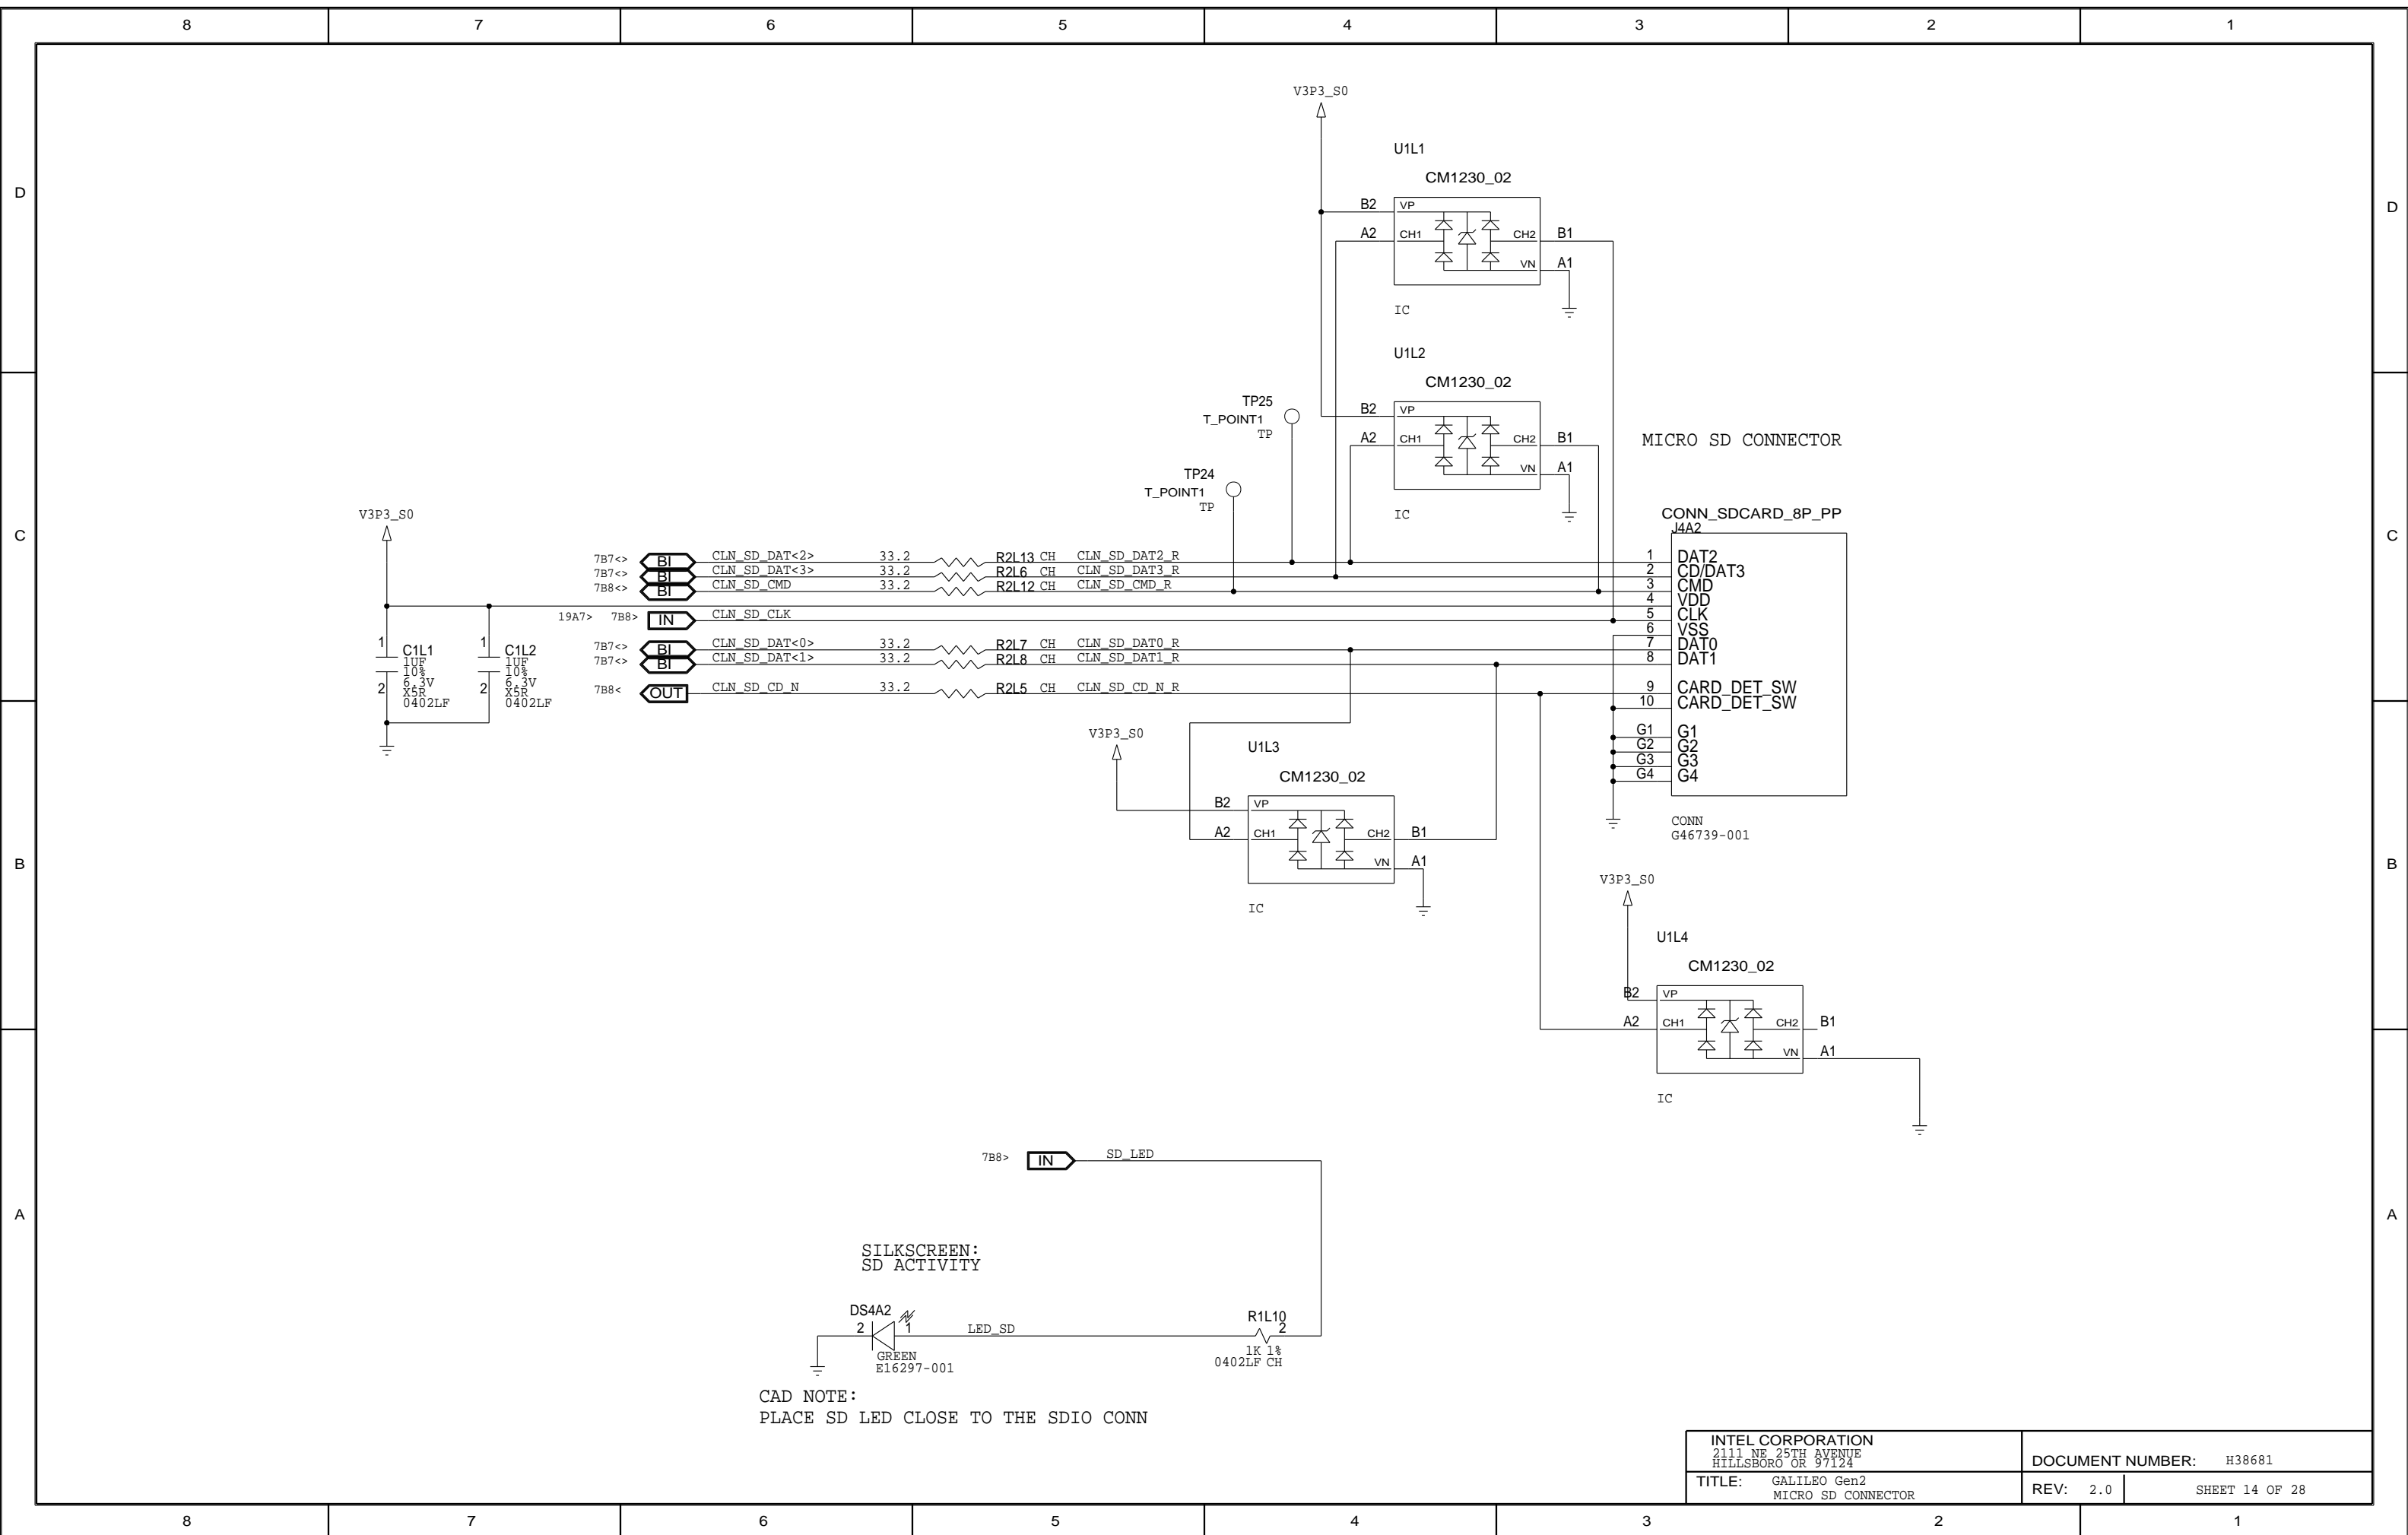 8 7 6 5 4 3 2 1
D
D
C
C
B
B
A
A
V3P3_S0
U1L1
CM1230_02
B2 VP
A2 CH1 CH2 B1
VN A1
IC
U1L2
CM1230_02
B2 VP
A2 CH1 CH2 B1
VN A1
IC
TP25
T_POINT1
TP
TP24
T_POINT1
TP
MICRO SD CONNECTOR
CONN_SDCARD_8P_PP
J4A2
V3P3_S0
7B7<> BI CLN_SD_DAT<2> 33.2 R2L13 CH CLN_SD_DAT2_R 1 DAT2
7B7<> BI CLN_SD_DAT<3> 33.2 R2L6 CH CLN_SD_DAT3_R 2 CD/DAT3
7B8<> BI CLN_SD_CMD 33.2 R2L12 CH CLN_SD_CMD_R 3 CMD
4 VDD
19A7> 7B8> IN CLN_SD_CLK 5 CLK
6 VSS
7B7<> BI CLN_SD_DAT<0> 33.2 R2L7 CH CLN_SD_DAT0_R 7 DAT0
7B7<> BI CLN_SD_DAT<1> 33.2 R2L8 CH CLN_SD_DAT1_R 8 DAT1
7B8< OUT CLN_SD_CD_N 33.2 R2L5 CH CLN_SD_CD_N_R 9 CARD_DET_SW
10 CARD_DET_SW
G1 G1
G2 G2
G3 G3
G4 G4
CONN
G46739-001
1
C1L1
1UF
10%
6.3V
X5R
0402LF
2
1
C1L2
1UF
10%
6.3V
X5R
0402LF
2
V3P3_S0
U1L3
CM1230_02
B2 VP
A2 CH1 CH2 B1
VN A1
IC
V3P3_S0
U1L4
CM1230_02
B2 VP
A2 CH1 CH2 B1
VN A1
IC
7B8> IN SD_LED
SILKSCREEN:
SD ACTIVITY
DS4A2
2 1 LED_SD
GREEN
E16297-001
R1L10
2
1K 1%
0402LF CH
CAD NOTE:
PLACE SD LED CLOSE TO THE SDIO CONN
INTEL CORPORATION
2111 NE 25TH AVENUE
HILLSBORO OR 97124
DOCUMENT NUMBER: H38681
TITLE: GALILEO Gen2
MICRO SD CONNECTOR
REV: 2.0
SHEET 14 OF 28
8 7 6 5 4 3 2 1